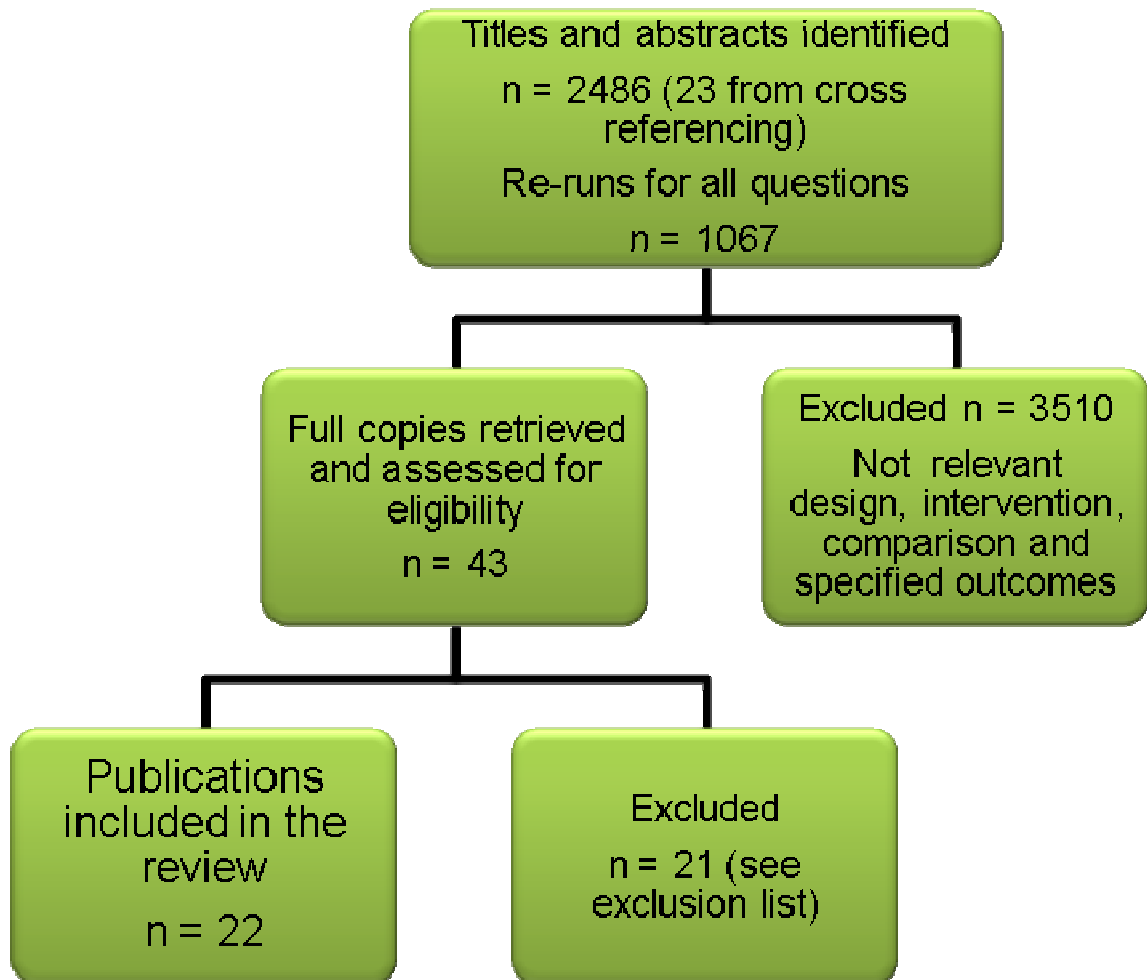 Titles and abstracts identified
n = 2486 (23 from cross
referencing)
Re-runs for all questions
n = 1067
Full copies retrieved
and assessed for
eligibility
n = 43
Excluded n = 3510
Not relevant
design, intervention,
comparison and
specified outcomes
Publications
included in the
review
n = 22
Excluded
n = 21 (see
exclusion list)